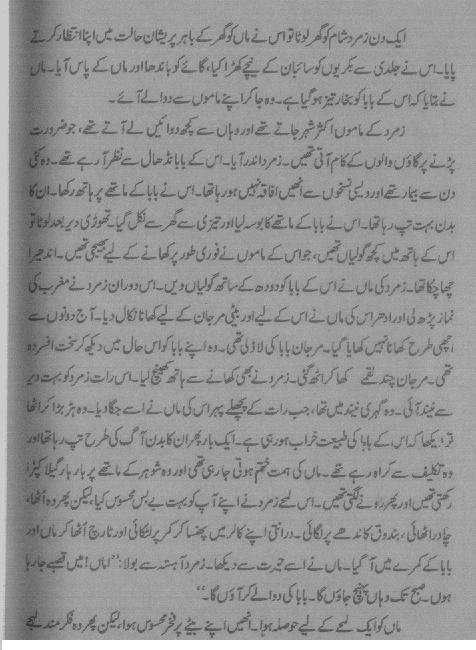 ایک دن زمرد شام کو گھر لوٹا تو اس نے ماں کو گھر کے باہر پریشان حالت میں اپنا انتظار کرتے
پایا۔ اس نے جلدی سے بکریوں کو سائبان کے نیچے کھڑا کیا، گائے کو باندھا اور ماں کے پاس آیا۔ ماں
نے بتایا کہ اس کے بابا کو بخار تیز ہو گیا ہے۔ وہ جا کر اپنے ماموں سے دوا لے آئے۔
زمرد کے ماموں اکثر شہر جاتے تھے اور وہاں سے کچھ دوائیں لے آتے تھے، جو ضرورت
پڑنے پر گاؤں والوں کے کام آتی تھیں۔ زمرد اندر آیا۔ اس کے بابا نڈھال سے نظر آ رہے تھے۔ وہ کئی
دن سے بیمار تھے اور دیسی نسخوں سے انھیں افاقہ نہیں ہو رہا تھا۔ اس نے بابا کے ماتھے پر ہاتھ رکھا۔ ان کا
بدن بہت تپ رہا تھا۔ اس نے بابا کے ماتھے کا بوسہ لیا اور تیزی سے گھر سے نکل گیا۔ تھوڑی دیر بعد لوٹا تو
اس کے ہاتھ میں کچھ گولیاں تھیں، جو اس کے ماموں نے فوری طور پر کھانے کے لیے بھیجی تھیں۔ اندھیرا
چھا چکا تھا۔ زمرد کی ماں نے اس کے بابا کو دودھ کے ساتھ گولیاں دیں۔ اس دوران زمرد نے مغرب کی
نماز پڑھ لی اور ادھر اس کی ماں نے اس کے لیے اور بیٹی مرجان کے لیے کھانا نکال دیا۔ آج دونوں سے
اچھی طرح کھانا نہیں کھایا گیا۔ مرجان بابا کی لاڈلی تھی۔ وہ اپنے بابا کو اس حال میں دیکھ کر سخت افسردہ
تھی۔ مرجان چند لقمے کھا کر اٹھ گئی۔ زمرد نے بھی کھانے سے ہاتھ کھینچ لیا۔ اس رات زمرد کو بہت دیر
سے نیند آئی۔ وہ گہری نیند میں تھا، جب رات کے پچھلے پہر اس کی ماں نے اسے جگا دیا۔ وہ ہڑبڑا کر اٹھا
دیکھا کہ اس کے بابا کی طبیعت خراب ہو رہی ہے۔ ایک بار پھر ان کا بدن آگ کی طرح تپ رہا تھا اور
وہ تکلیف سے کراہ رہے تھے۔ ماں کی ہمت ختم ہوتی جا رہی تھی اور وہ شوہر کے ماتھے پر بار بار گیلا کپڑا
رکھتی تھیں اور پھر رونے لگتی تھیں۔ اس لمحے زمرد نے اپنے آپ کو بہت بے بس محسوس کیا، لیکن پھر وہ اٹھا،
چادر اٹھائی، بندوق کاندھے پر لگائی۔ درانتی اپنے کالر میں پھنسا کر کمر پر لٹکائی اور ٹارچ اٹھا کر ماں اور
بابا کے کمرے میں آ گیا۔ ماں نے اسے حیرت سے دیکھا۔ زمرد آہستہ سے بولا: ’’اماں! میں قصبے جا رہا
ہوں۔ صبح تک وہاں پہنچ جاؤں گا۔ بابا کی دوا لے کر آؤں گا۔‘‘
ماں کو ایک لمحے کے لیے حوصلہ ہوا۔ انھیں اپنے بیٹے پر فخر محسوس ہوا، لیکن پھر وہ فکر مند لہجے